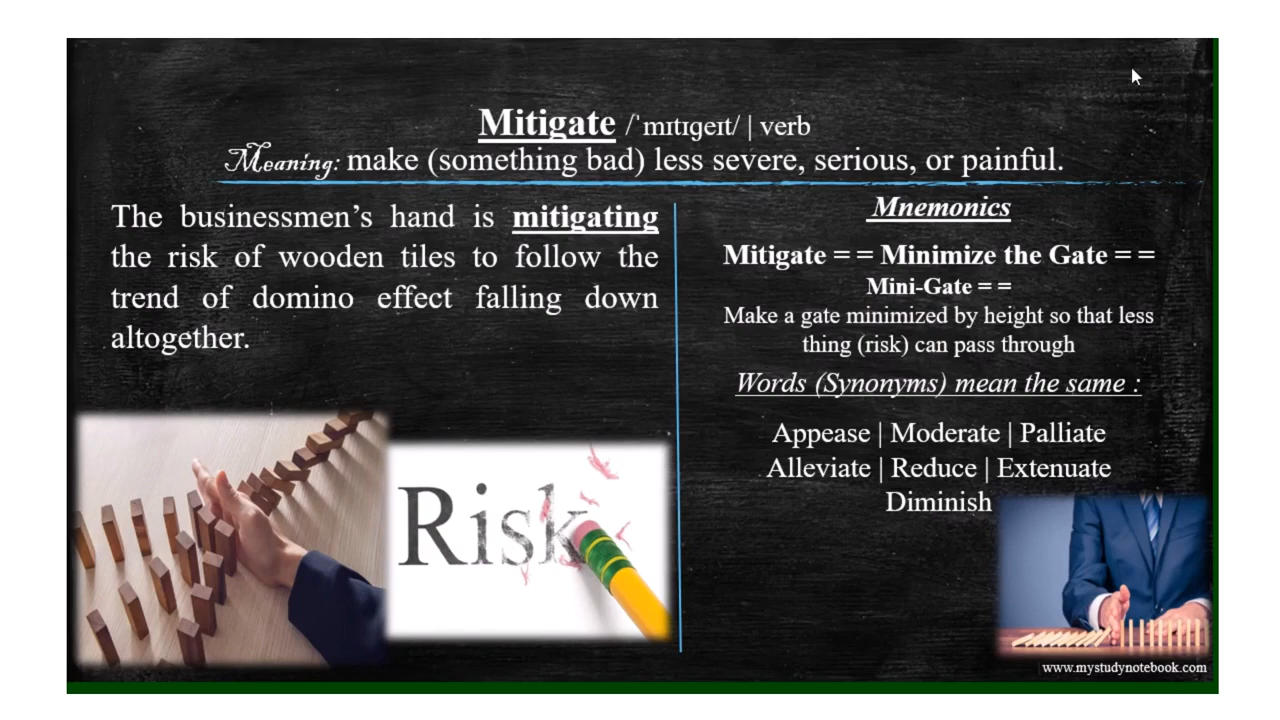 Mitigate /ˈmɪtɪɡeɪt/ | verb
Meaning: make (something bad) less severe, serious, or painful.
The businessmen’s hand is mitigating
the risk of wooden tiles to follow the
trend of domino effect falling down
altogether.
Risk
Mnemonics
Mitigate = = Minimize the Gate = =
Mini-Gate = =
Make a gate minimized by height so that less
thing (risk) can pass through
Words (Synonyms) mean the same :
Appease | Moderate | Palliate
Alleviate | Reduce | Extenuate
Diminish
www.mystudynotebook.com